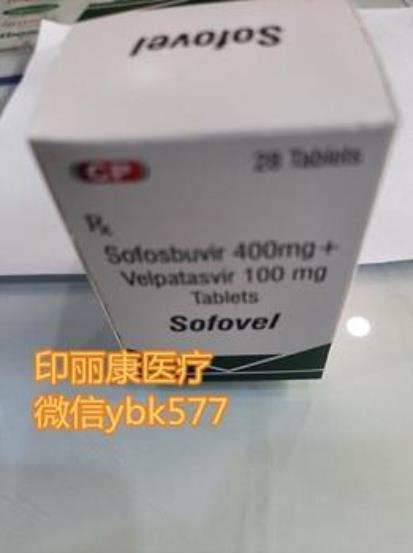 Sofovel
CP
28 Tablets
Rx
Sofosbuvir 400mg +
Velpatasvir 100 mg
Tablets
Sofovel
印丽康医疗
微信ybk577